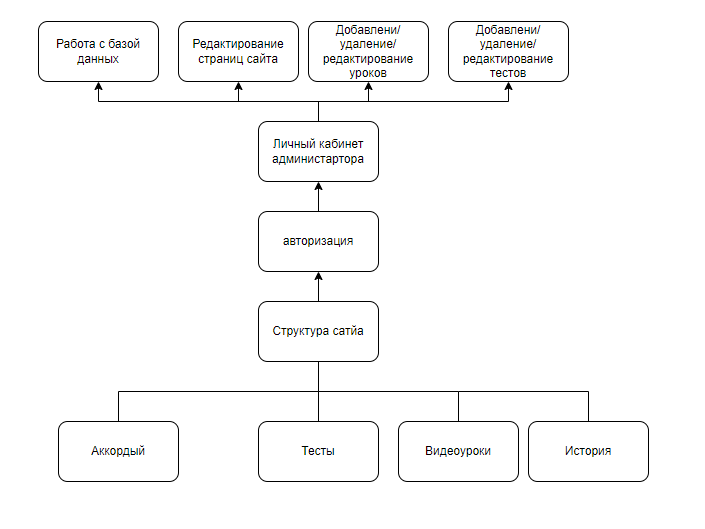 Работа с базой
данных
Редактирование
страниц сайта
Добавлени/
удаление/
редактирование
уроков
Добавлени/
удаление/
редактирование
тестов
Личный кабинет
администартора
авторизация
Структура сатйа
Аккордый
Тесты
Видеоуроки
История